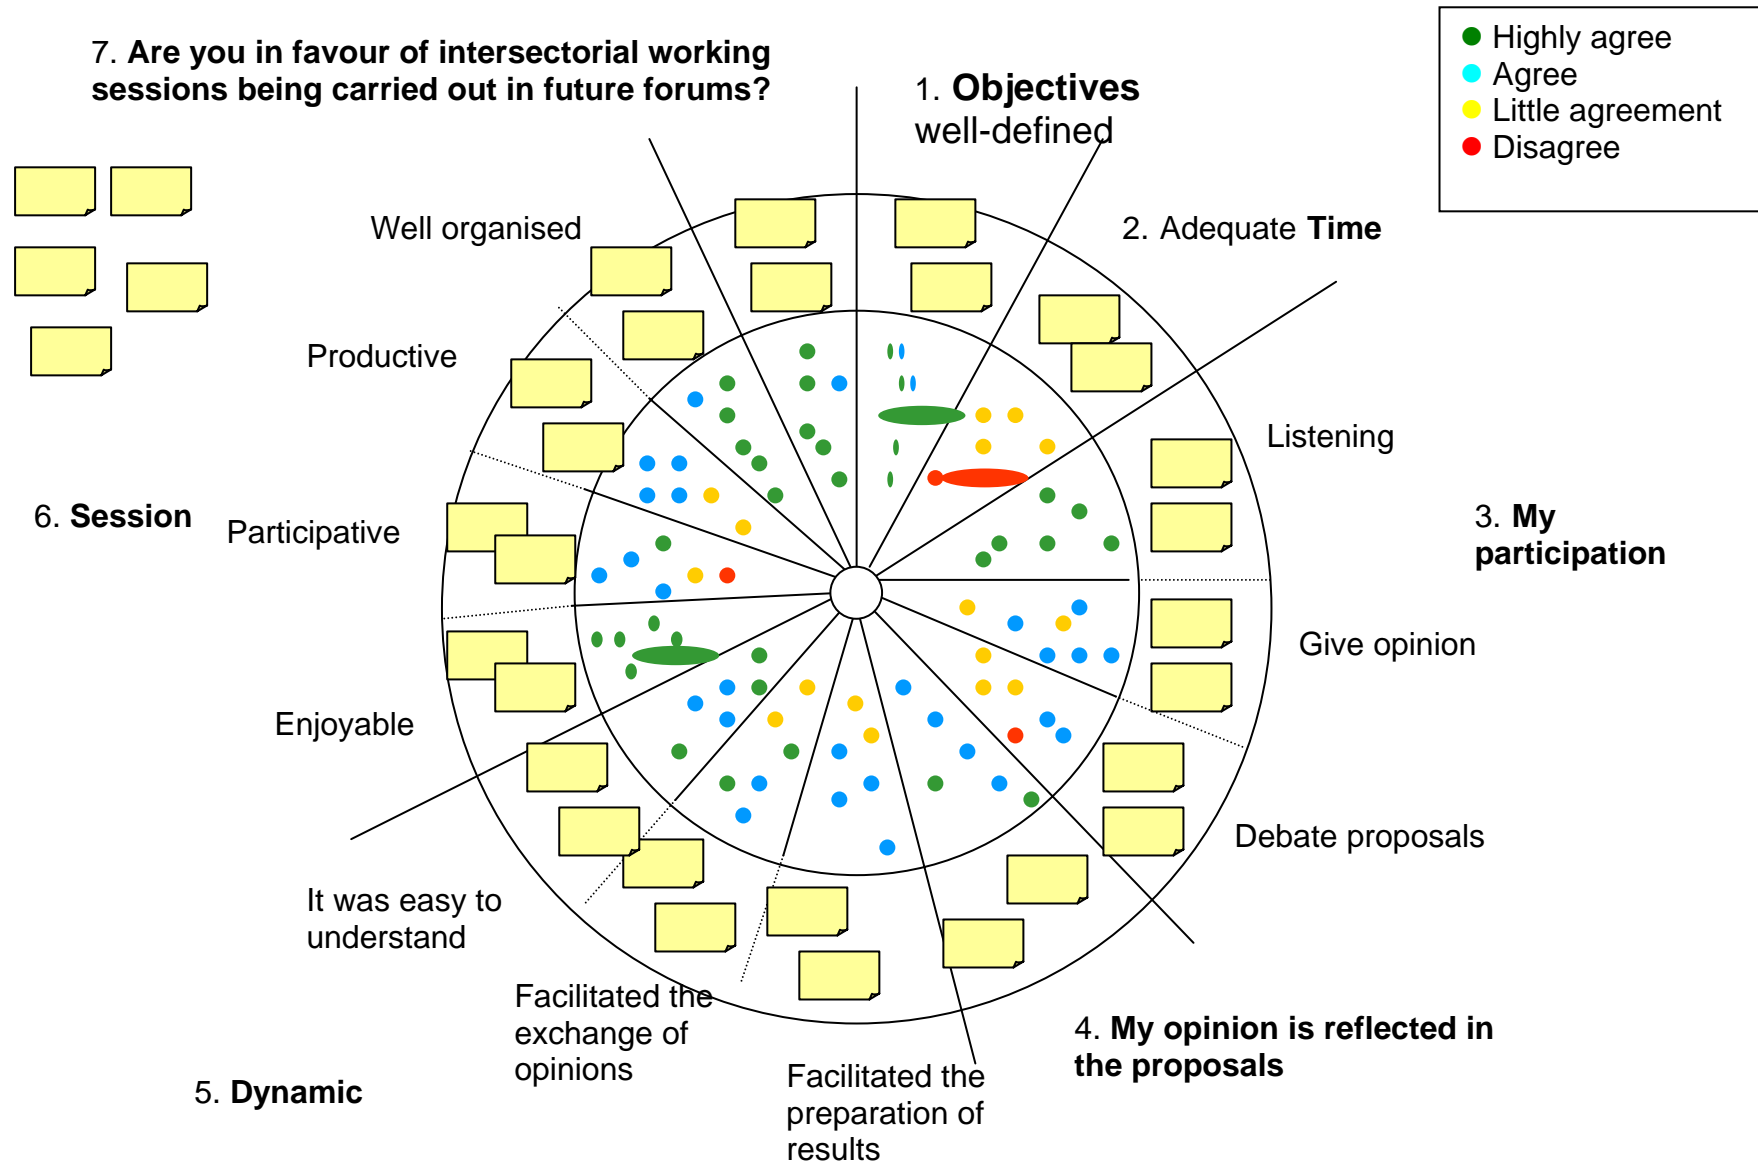 7. Are you in favour of intersectorial working
sessions being carried out in future forums?
1. Objectives
well-defined
Highly agree
Agree
Little agreement
Disagree
Well organised
2. Adequate Time
Productive
Listening
6. Session
Participative
3. My
participation
Give opinion
Enjoyable
Debate proposals
It was easy to
understand
Facilitated the
exchange of
opinions
4. My opinion is reflected in
the proposals
5. Dynamic
Facilitated the
preparation of
results